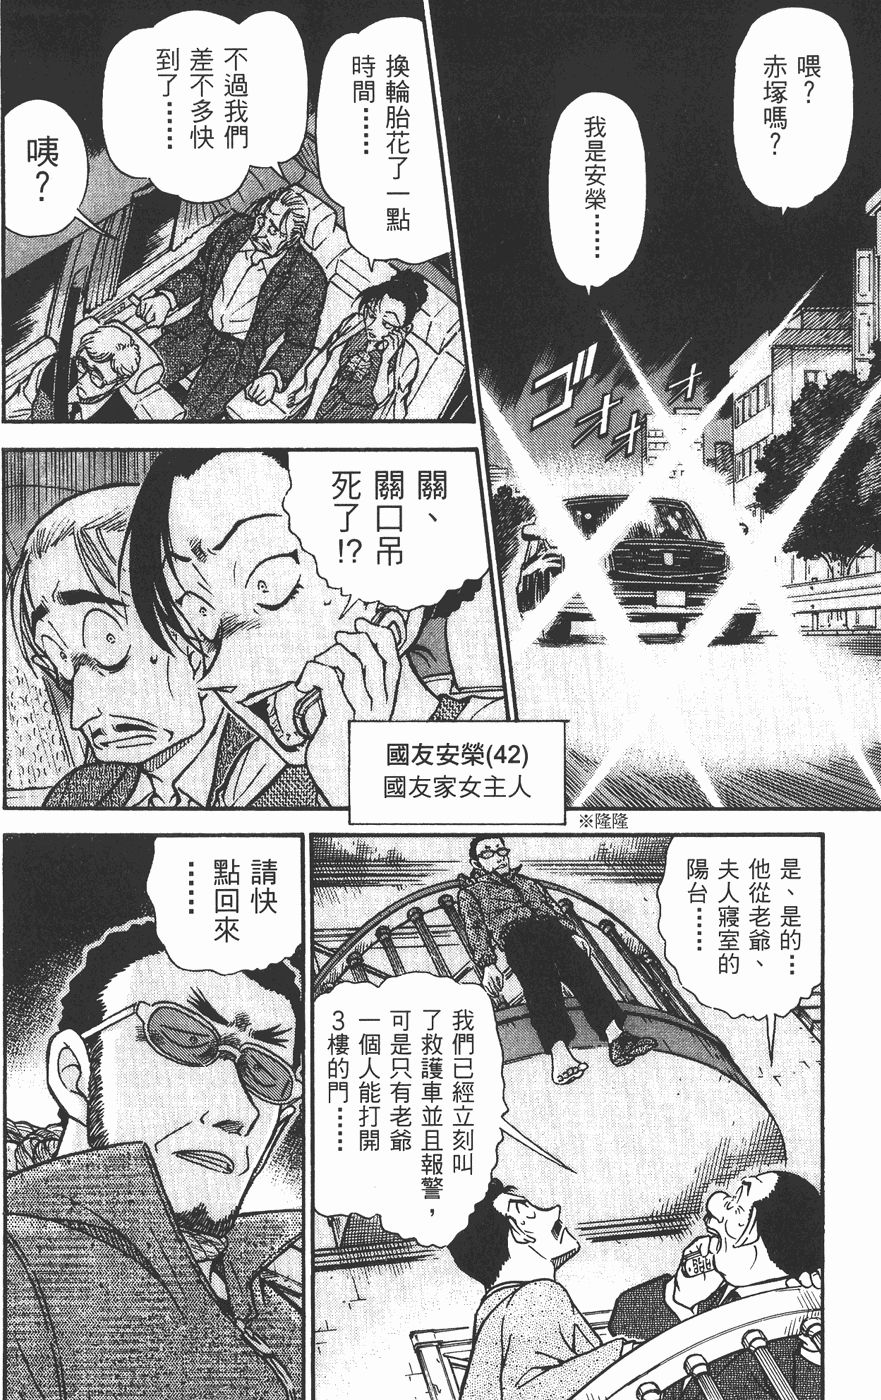 喂？
赤塚嗎？
我是安榮……
ゴオオオ
換輪胎花了一點
時間……
不過我們
差不多快
到了……
咦？
關、
關口吊
死了!?
國友安榮(42)
國友家女主人
※隆隆
是、是的…
他從老爺、
夫人寢室的
陽台……
我們已經立刻叫
了救護車並且報警，
可是只有老爺
一個人能打開
3樓的門……
請快
點回來
……